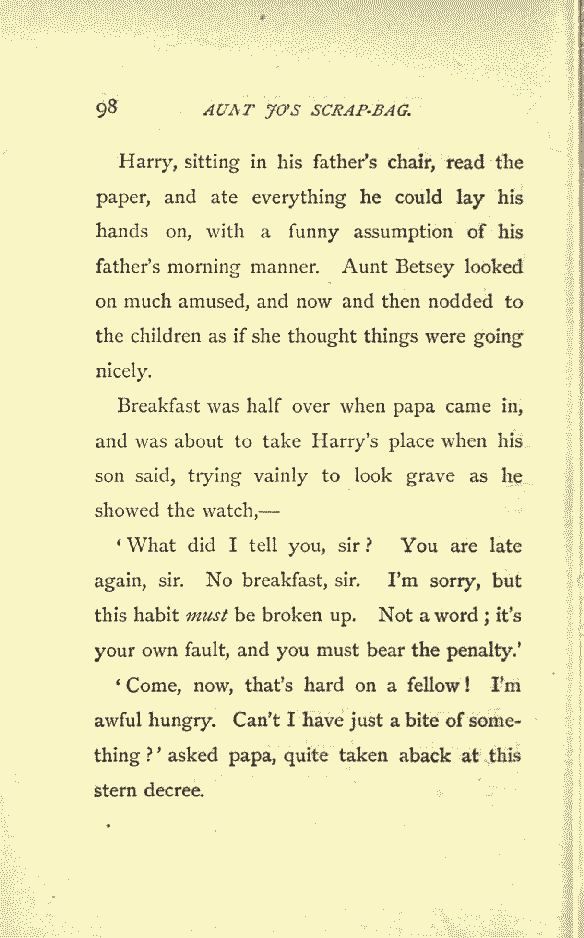 98 AUNT JO'S SCRAP-BAG.
Harry, sitting in his father's chair, read the
paper, and ate everything he could lay his
hands on, with a funny assumption of his
father's morning manner. Aunt Betsey looked
on much amused, and now and then nodded to
the children as if she thought things were going
nicely.
Breakfast was half over when papa came in,
and was about to take Harry's place when his
son said, trying vainly to look grave as he
showed the watch,—
‘What did I tell you, sir? You are late
again, sir. No breakfast, sir. I'm sorry, but
this habit must be broken up. Not a word; it's
your own fault, and you must bear the penalty.’
‘Come, now, that's hard on a fellow! I'm
awful hungry. Can't I have just a bite of some-
thing?’ asked papa, quite taken aback at this
stern decree.